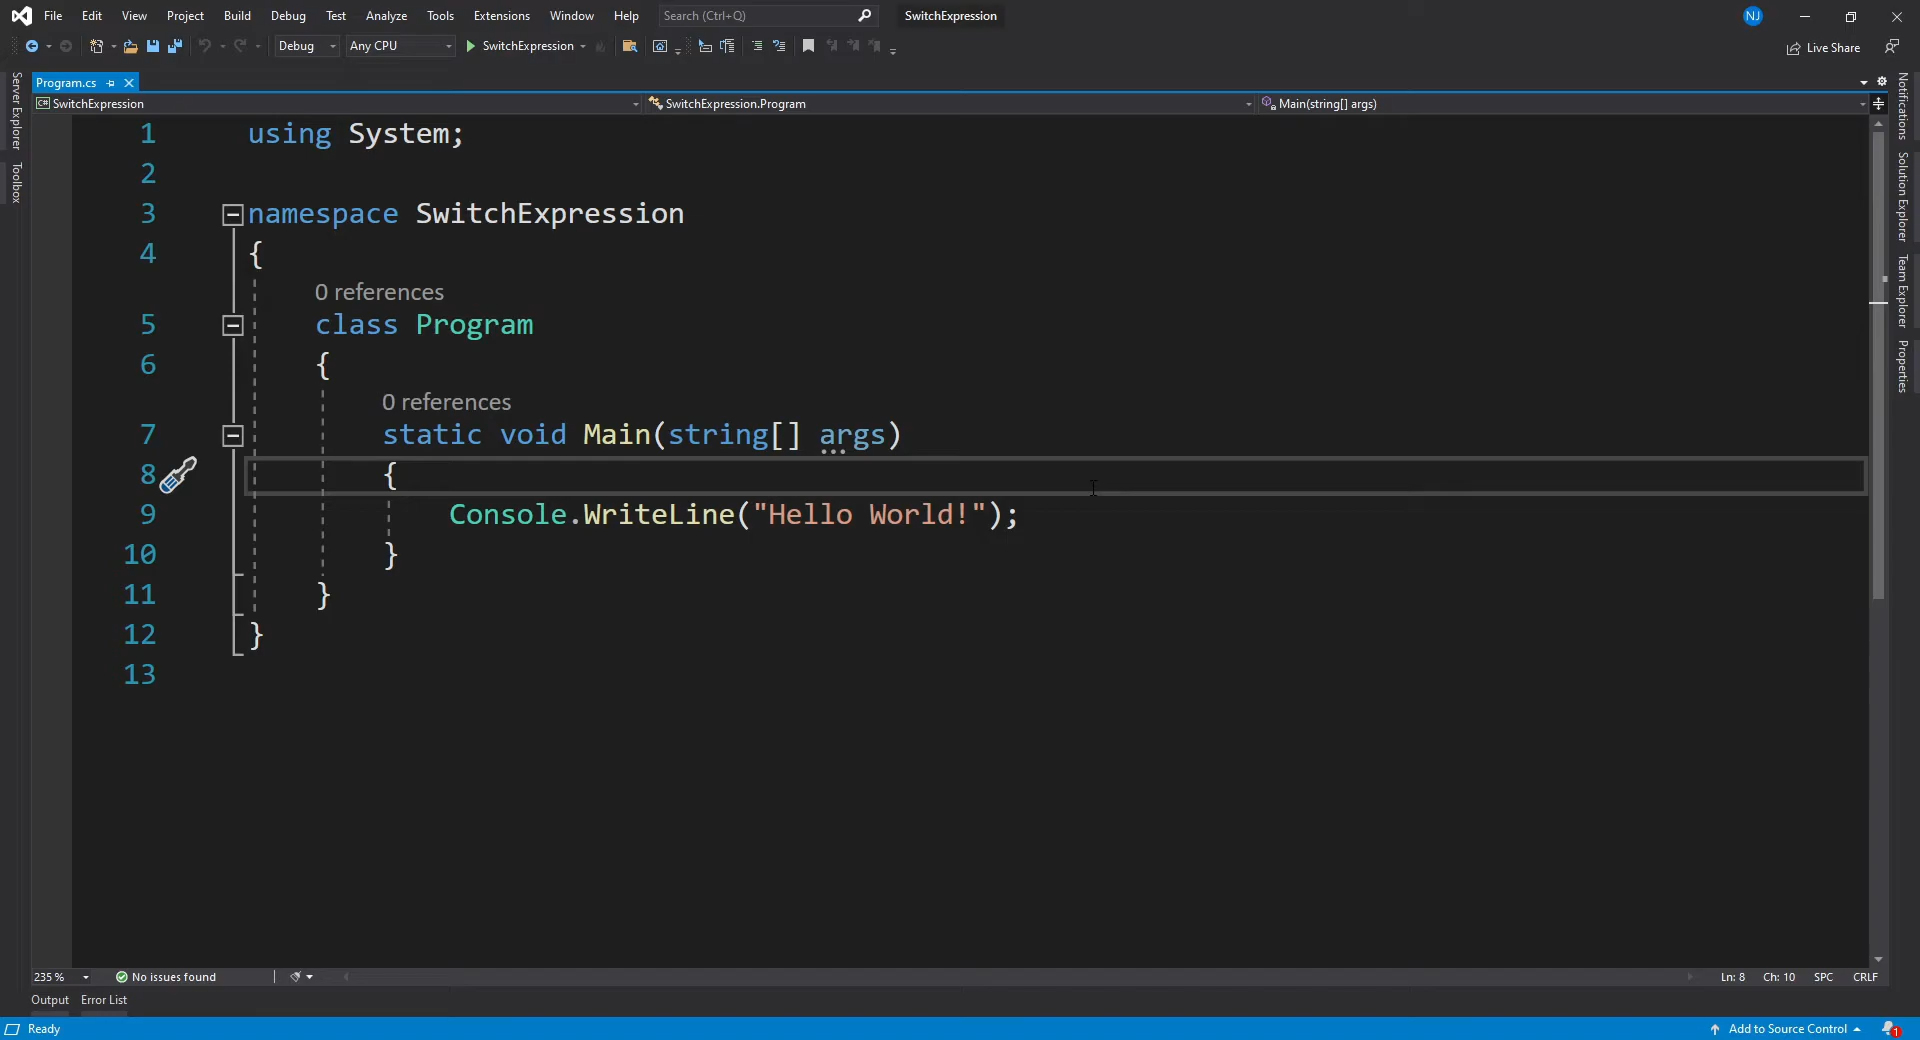 File Edit View Project Build Debug Test Analyze Tools Extensions Window Help Search (Ctrl+Q) SwitchExpression NJ
Debug Any CPU SwitchExpression Live Share
Program.cs
SwitchExpression SwitchExpression.Program Main(string[] args)
Server Explorer
Toolbox
1 using System;
2
3 namespace SwitchExpression
4 {
0 references
5 class Program
6 {
0 references
7 static void Main(string[] args)
8 {
9 Console.WriteLine("Hello World!");
10 }
11 }
12 }
13
Notifications
Solution Explorer
Team Explorer
Properties
235 % No issues found Ln: 8 Ch: 10 SPC CRLF
Output Error List
Ready Add to Source Control 1